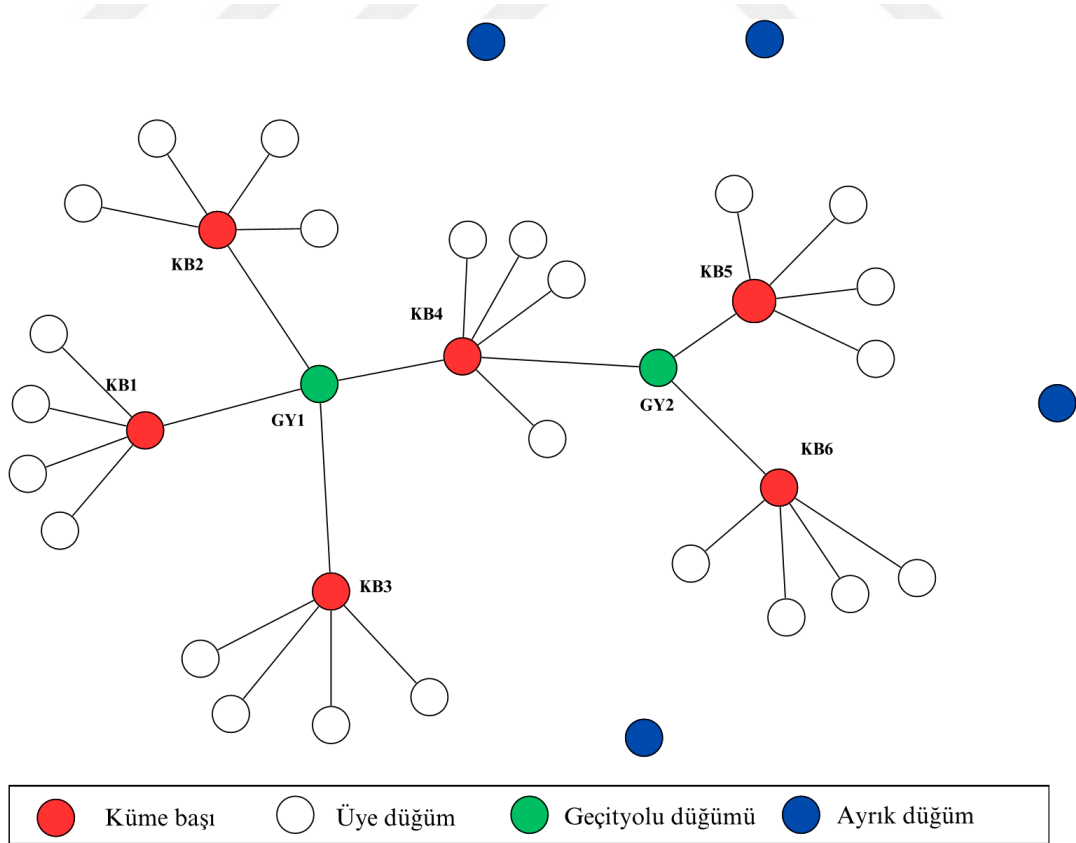 KB2
KB5
KB4
KB1
GY1
GY2
KB6
KB3
Küme başı Üye düğüm Geçityolu düğümü Ayrık düğüm